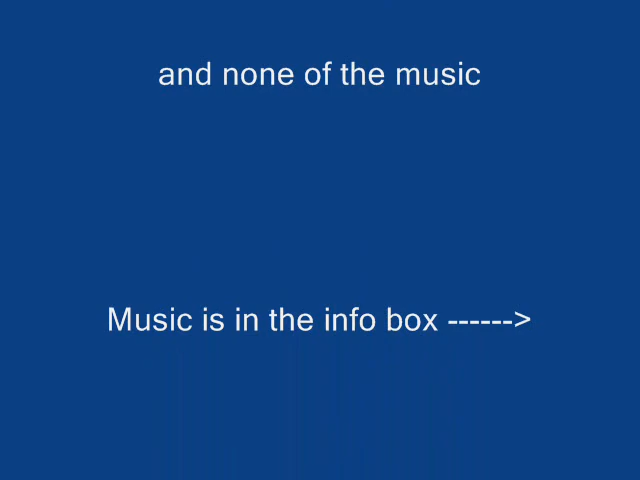 and none of the music
Music is in the info box ------>